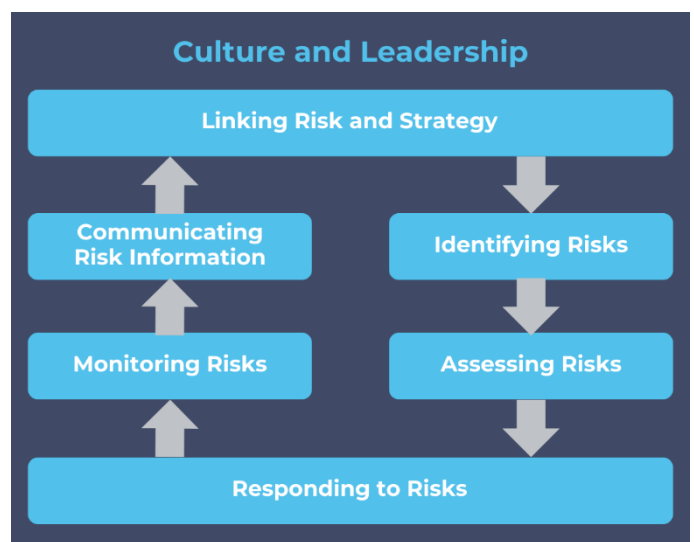 Culture and Leadership
Linking Risk and Strategy
Communicating
Risk Information
Identifying Risks
Monitoring Risks
Assessing Risks
Responding to Risks